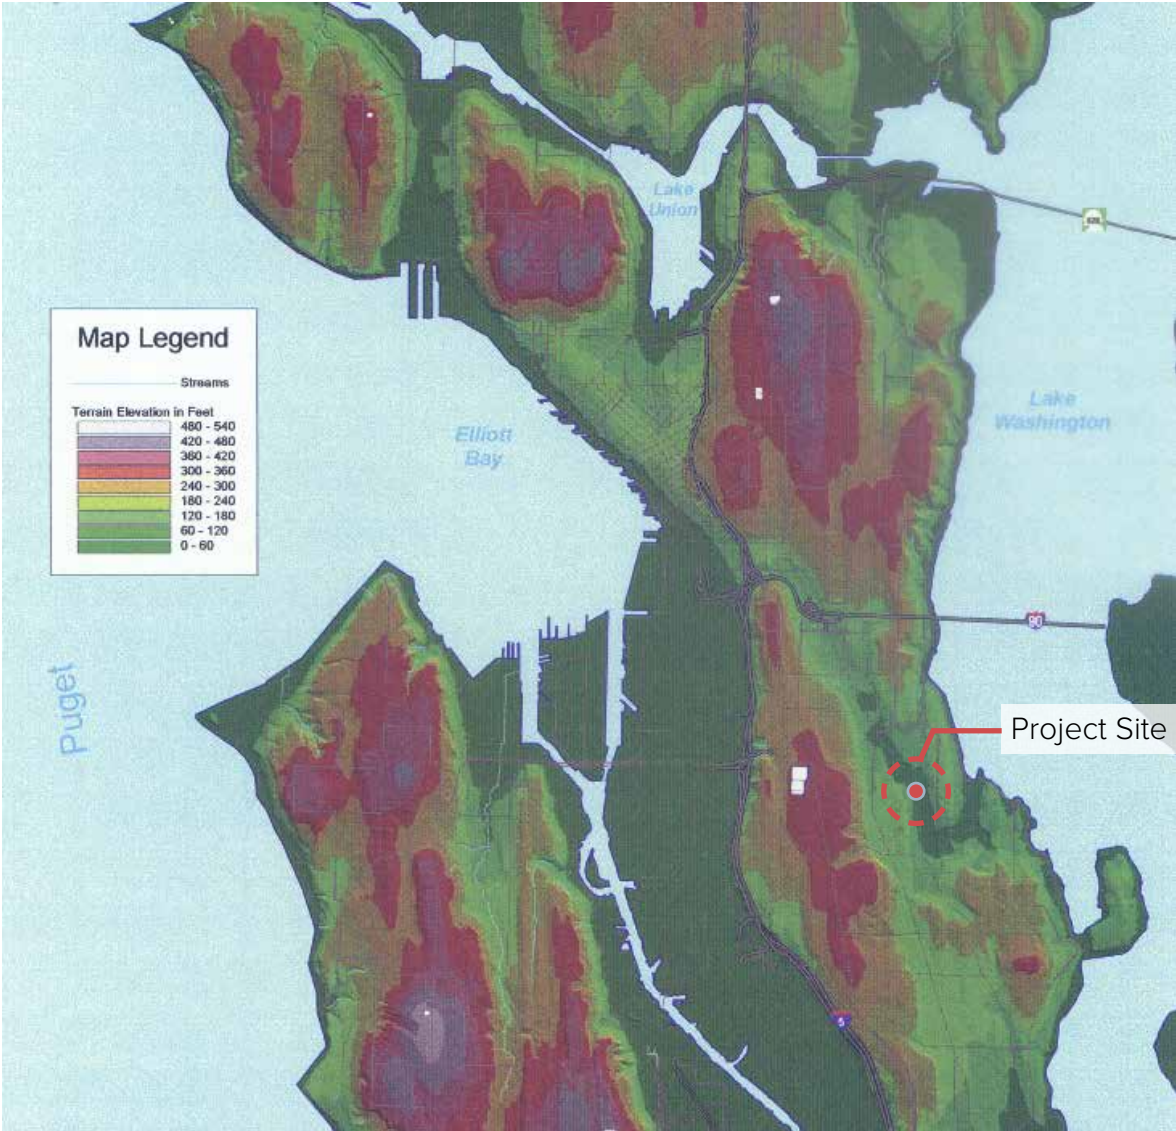 Lake
Union
520
Map Legend
Streams
Terrain Elevation in Feet
480 - 540
420 - 480
360 - 420
300 - 360
240 - 300
180 - 240
120 - 180
60 - 120
0 - 60
Elliott
Bay
Lake
Washington
90
Puget
Project Site
5